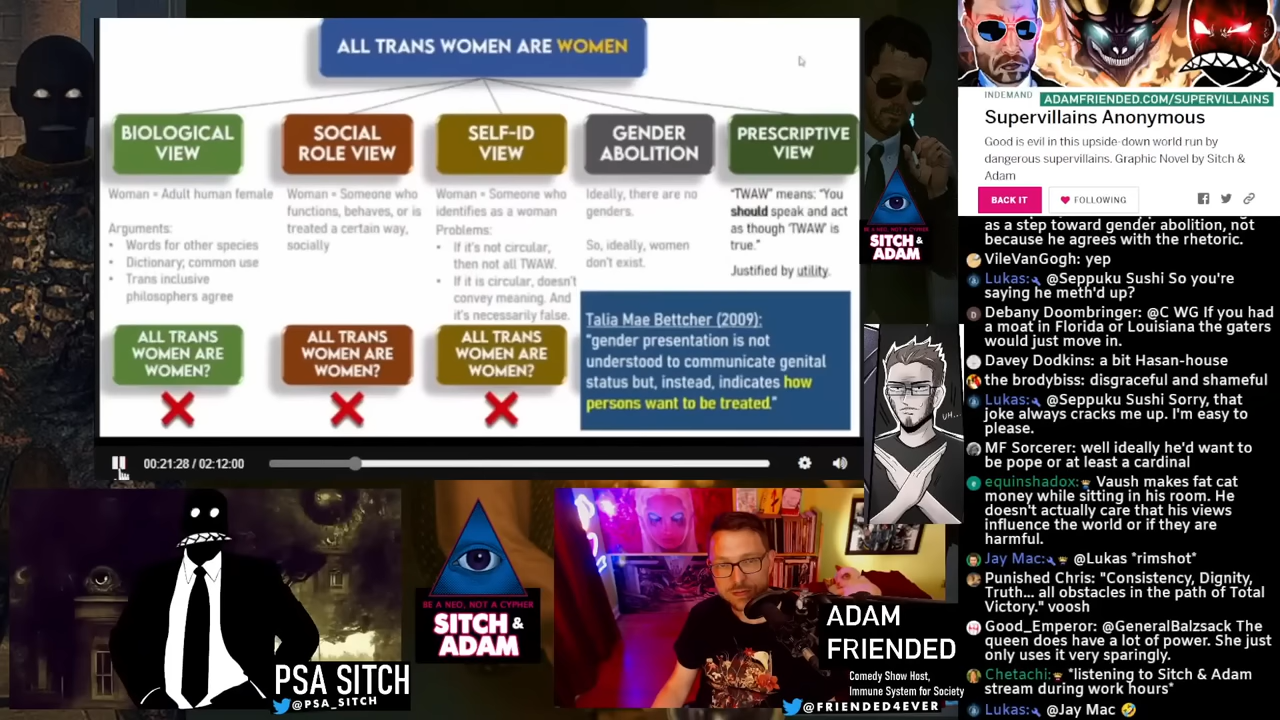 ALL TRANS WOMEN ARE WOMEN
BIOLOGICAL
VIEW
Woman = Adult human female
Arguments:
• Words for other species
• Dictionary; common use
• Trans inclusive
philosophers agree
ALL TRANS
WOMEN ARE
WOMEN?
SOCIAL
ROLE VIEW
Woman = Someone who
functions, behaves, or is
treated a certain way,
socially
ALL TRANS
WOMEN ARE
WOMEN?
SELF-ID
VIEW
Woman = Someone who
identifies as a woman
Problems:
• If it's not circular,
then not all TWAW.
• If it is circular, doesn't
convey meaning. And
it's necessarily false.
ALL TRANS
WOMEN ARE
WOMEN?
GENDER
ABOLITION
Ideally, there are no
genders.
So, ideally, women
don't exist.
PRESCRIPTIVE
VIEW
"TWAW" means: "You
should speak and act
as though 'TWAW' is
true."
Justified by utility.
Talia Mae Bettcher (2009):
"gender presentation is not
understood to communicate genital
status but, instead, indicates how
persons want to be treated."
00:21:28 / 02:12:00
BE A NEO, NOT A CYPHER
SITCH &
ADAM
UH...
PSA SITCH
@PSA_SITCH
BE A NEO, NOT A CYPHER
SITCH &
ADAM
ADAM
FRIENDED
Comedy Show Host,
Immune System for Society
@FRIENDED4EVER
INDEMAND
ADAMFRIENDED.COM/SUPERVILLAINS
Supervillains Anonymous
Good is evil in this upside-down world run by
dangerous supervillains. Graphic Novel by Sitch &
Adam
BACK IT
FOLLOWING
as a step toward gender abolition, not
because he agrees with the rhetoric.
VileVanGogh: yep
Lukas: @Seppuku Sushi So you're
saying he meth'd up?
Debany Doombringer: @C WG If you had
a moat in Florida or Louisiana the gaters
would just move in.
Davey Dodkins: a bit Hasan-house
the brodybiss: disgraceful and shameful
Lukas: @Seppuku Sushi Sorry, that
joke always cracks me up. I'm easy to
please.
MF Sorcerer: well ideally he'd want to
be pope or at least a cardinal
equinshadox: Vaush makes fat cat
money while sitting in his room. He
doesn't actually care that his views
influence the world or if they are
harmful.
Jay Mac: @Lukas *rimshot*
Punished Chris: "Consistency, Dignity,
Truth... all obstacles in the path of Total
Victory." voosh
Good_Emperor: @GeneralBalzsack The
queen does have a lot of power. She just
only uses it very sparingly.
Chetachi: *listening to Sitch & Adam
stream during work hours*
Lukas: @Jay Mac 🤣